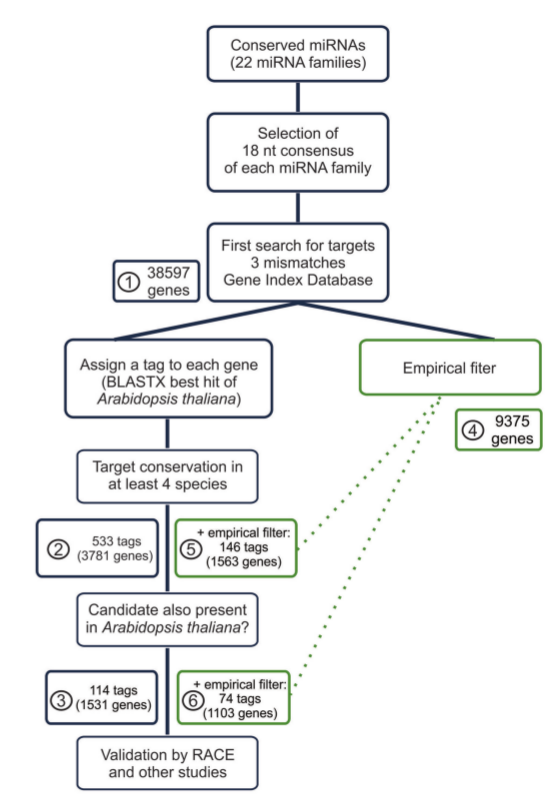 Conserved miRNAs
(22 miRNA families)
Selection of
18 nt consensus
of each miRNA family
First search for targets
3 mismatches
Gene Index Database
1 38597
genes
Assign a tag to each gene
(BLASTX best hit of
Arabidopsis thaliana)
Empirical fiter
4 9375
genes
Target conservation in
at least 4 species
2 533 tags
(3781 genes)
+ empirical filter:
5 146 tags
(1563 genes)
Candidate also present
in Arabidopsis thaliana?
3 114 tags
(1531 genes)
+ empirical filter:
6 74 tags
(1103 genes)
Validation by RACE
and other studies